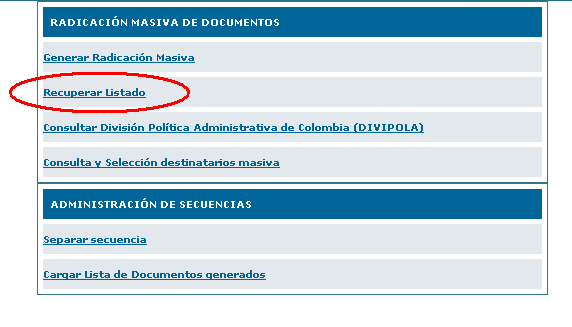 RADICACIÓN MASIVA DE DOCUMENTOS
Generar Radicación Masiva
Recuperar Listado
Consultar División Política Administrativa de Colombia (DIVIPOLA)
Consulta y Selección destinatarios masiva
ADMINISTRACIÓN DE SECUENCIAS
Separar secuencia
Cargar Lista de Documentos generados